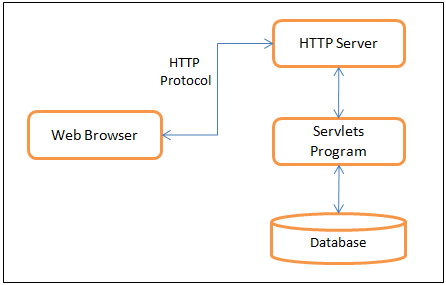 HTTP Server
HTTP
Protocol
Web Browser
Servlets
Program
Database